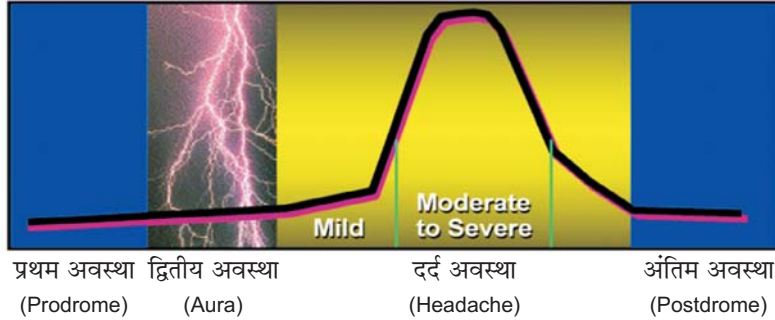 Mild
Moderate
to Severe
प्रथम अवस्था द्वितीय अवस्था दर्द अवस्था अंतिम अवस्था
(Prodrome) (Aura) (Headache) (Postdrome)